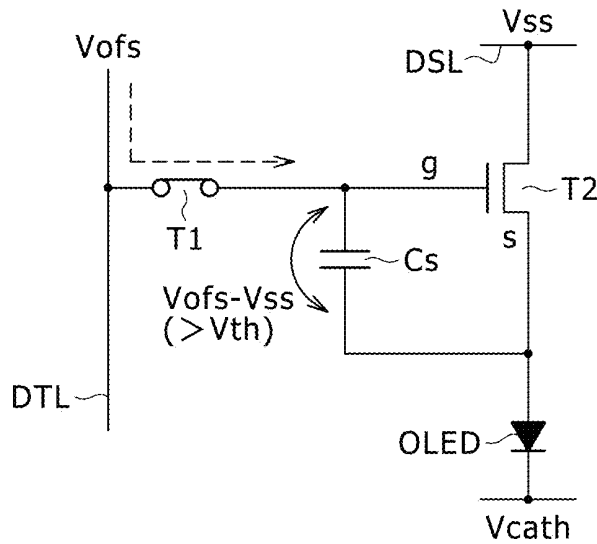 Vss
Vofs
DSL
g
T2
T1
s
Cs
Vofs-Vss
(>Vth)
DTL
OLED
Vcath